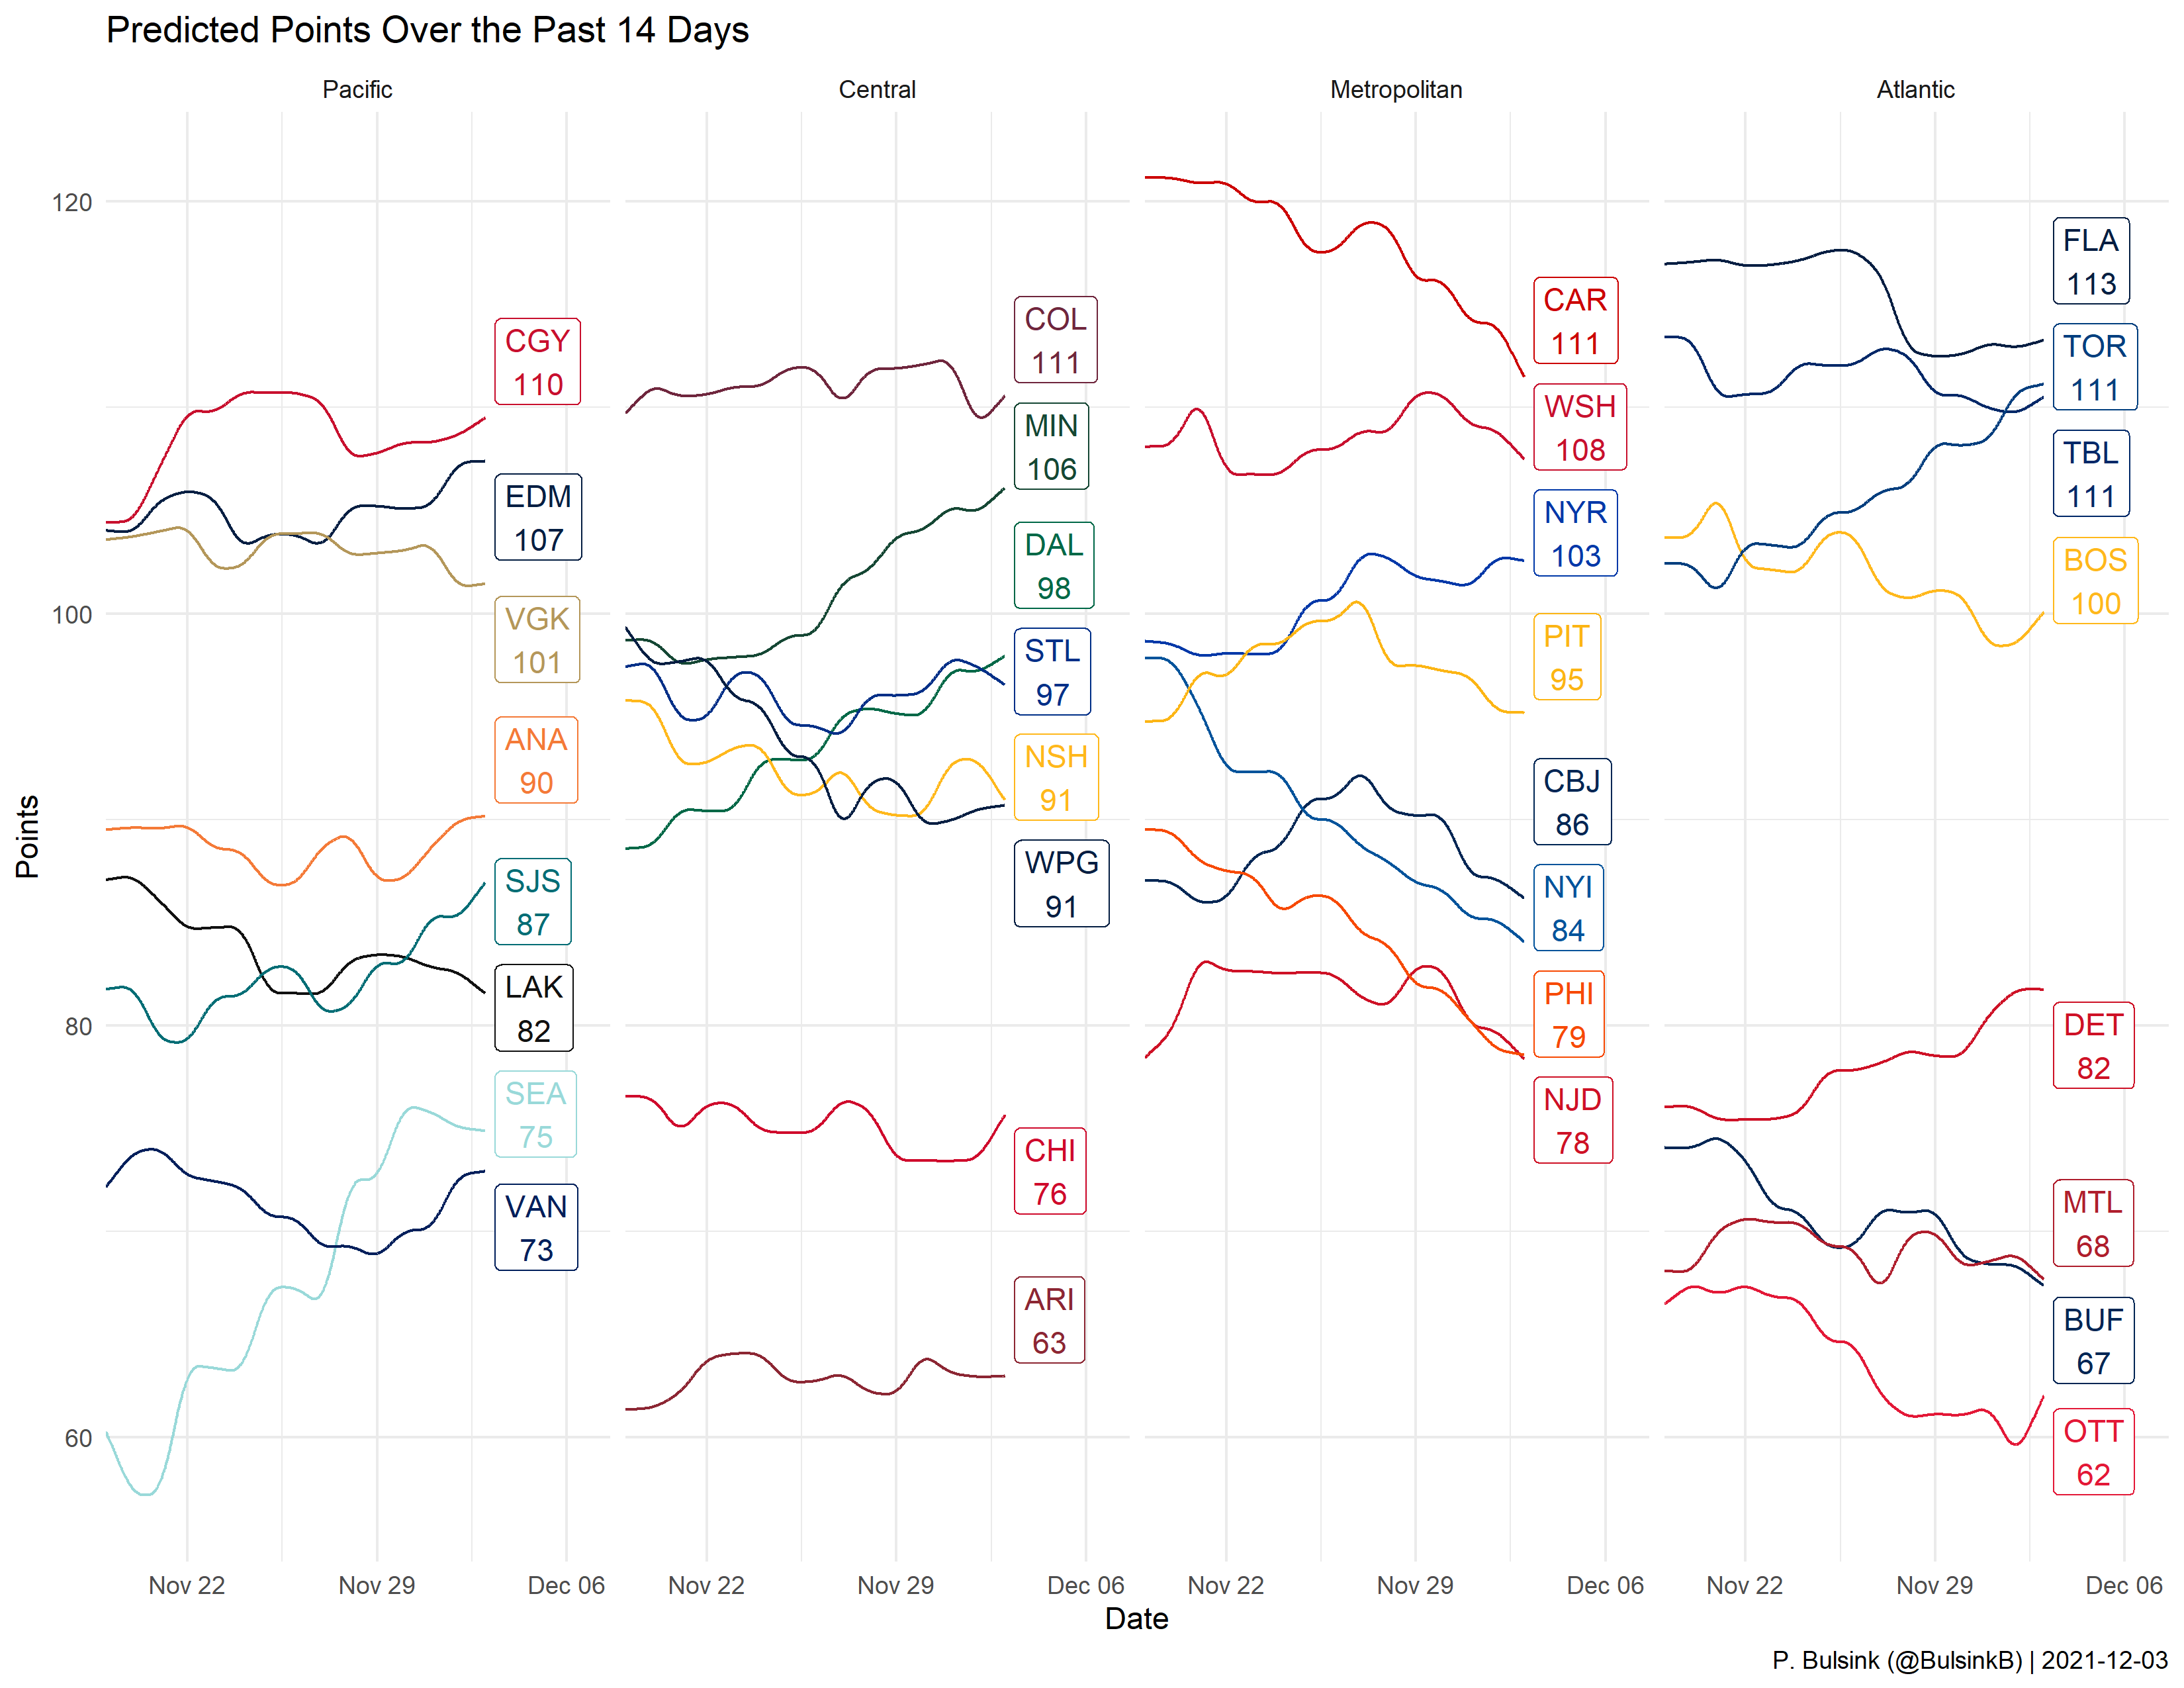 Predicted Points Over the Past 14 Days
Pacific
Central
Metropolitan
Atlantic
Points
120
100
80
60
CGY
110
EDM
107
VGK
101
ANA
90
SJS
87
LAK
82
SEA
75
VAN
73
COL
111
MIN
106
DAL
98
STL
97
NSH
91
WPG
91
CHI
76
ARI
63
CAR
111
WSH
108
NYR
103
PIT
95
CBJ
86
NYI
84
PHI
79
NJD
78
FLA
113
TOR
111
TBL
111
BOS
100
DET
82
MTL
68
BUF
67
OTT
62
Nov 22
Nov 29
Dec 06
Nov 22
Nov 29
Dec 06
Nov 22
Nov 29
Dec 06
Nov 22
Nov 29
Dec 06
Date
P. Bulsink (@BulsinkB) | 2021-12-03